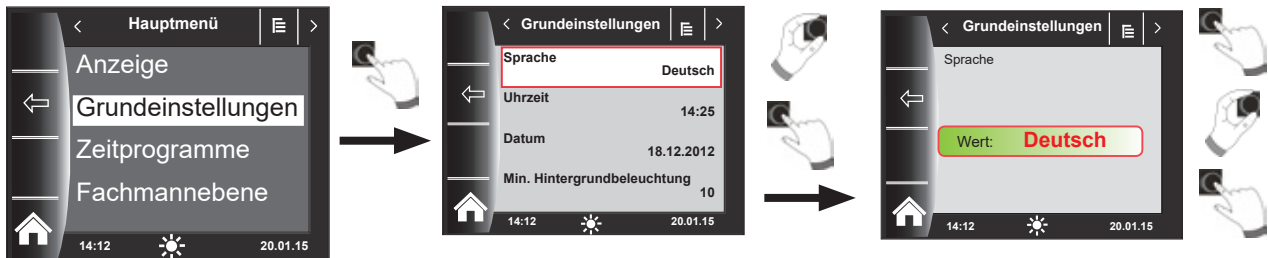 Hauptmenü
Anzeige
Grundeinstellungen
Zeitprogramme
Fachmannebene
14:12 20.01.15
Grundeinstellungen
Sprache
Deutsch
Uhrzeit
14:25
Datum
18.12.2012
Min. Hintergrundbeleuchtung
10
14:12 20.01.15
Grundeinstellungen
Sprache
Wert: Deutsch
14:12 20.01.15